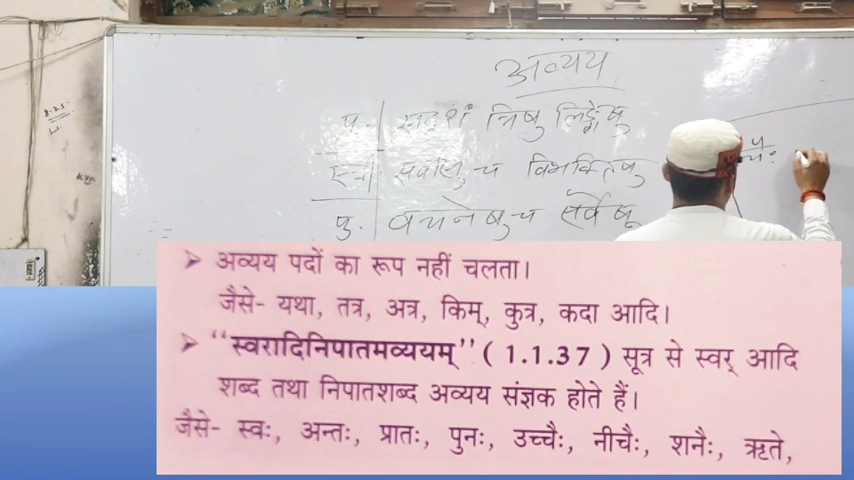 अव्यय
पु. सदृशं त्रिषु लिङ्गेषु
स्त्री सर्वासु च विभक्तिषु
पु. वचनेषु च सर्वेषु
➤ अव्यय पदों का रूप नहीं चलता।
जैसे- यथा, तत्र, अत्र, किम्, कुत्र, कदा आदि।
➤ "स्वरादिनिपातमव्ययम्" ( 1.1.37 ) सूत्र से स्वर् आदि
शब्द तथा निपातशब्द अव्यय संज्ञक होते हैं।
जैसे- स्वः, अन्तः, प्रातः, पुनः, उच्चैः, नीचैः, शनैः, ऋते,